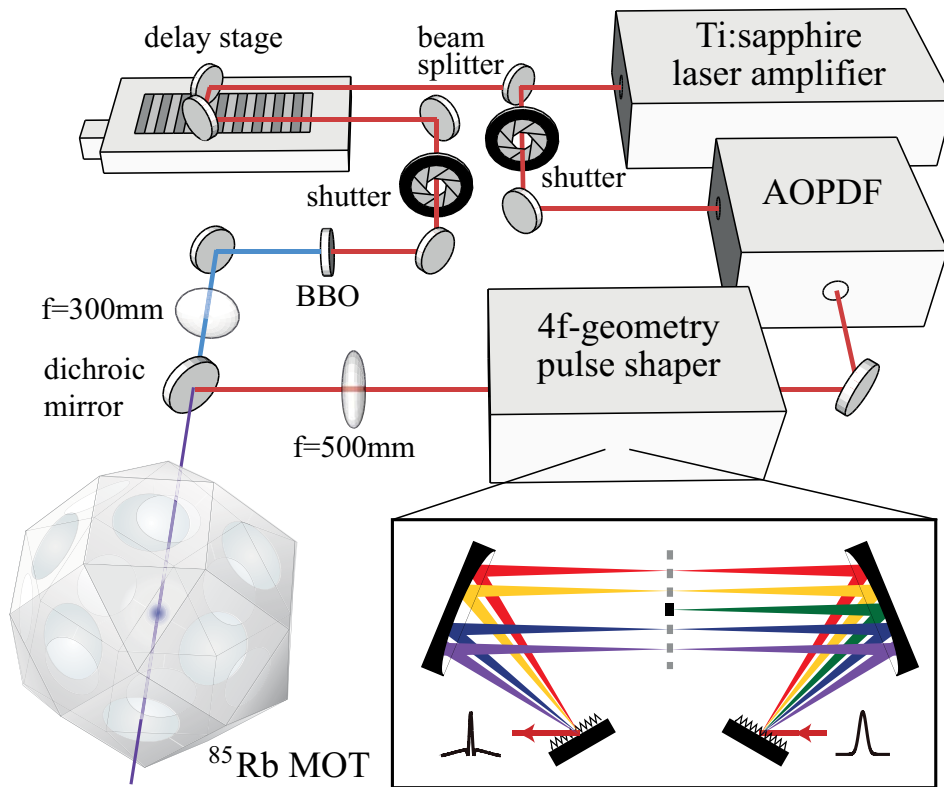 delay stage
beam
splitter
Ti:sapphire
laser amplifier
shutter
shutter
AOPDF
BBO
f=300mm
4f-geometry
pulse shaper
dichroic
mirror
f=500mm
⁸⁵Rb MOT